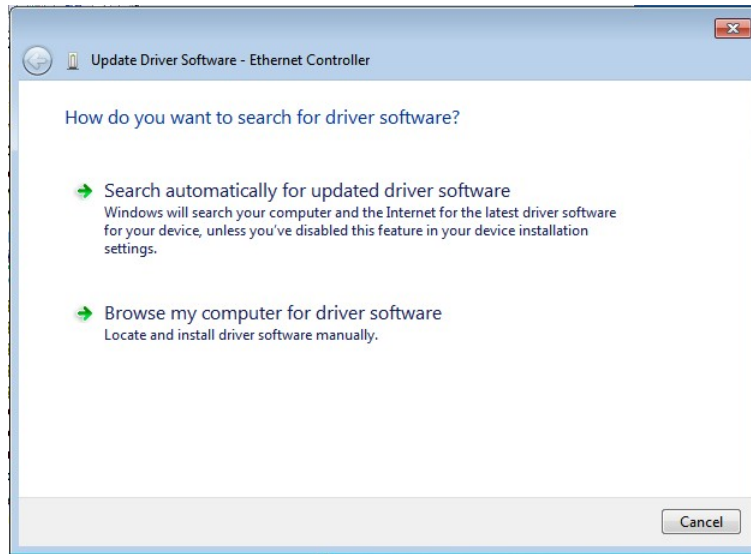 Update Driver Software - Ethernet Controller
How do you want to search for driver software?
Search automatically for updated driver software
Windows will search your computer and the Internet for the latest driver software
for your device, unless you've disabled this feature in your device installation
settings.
Browse my computer for driver software
Locate and install driver software manually.
Cancel